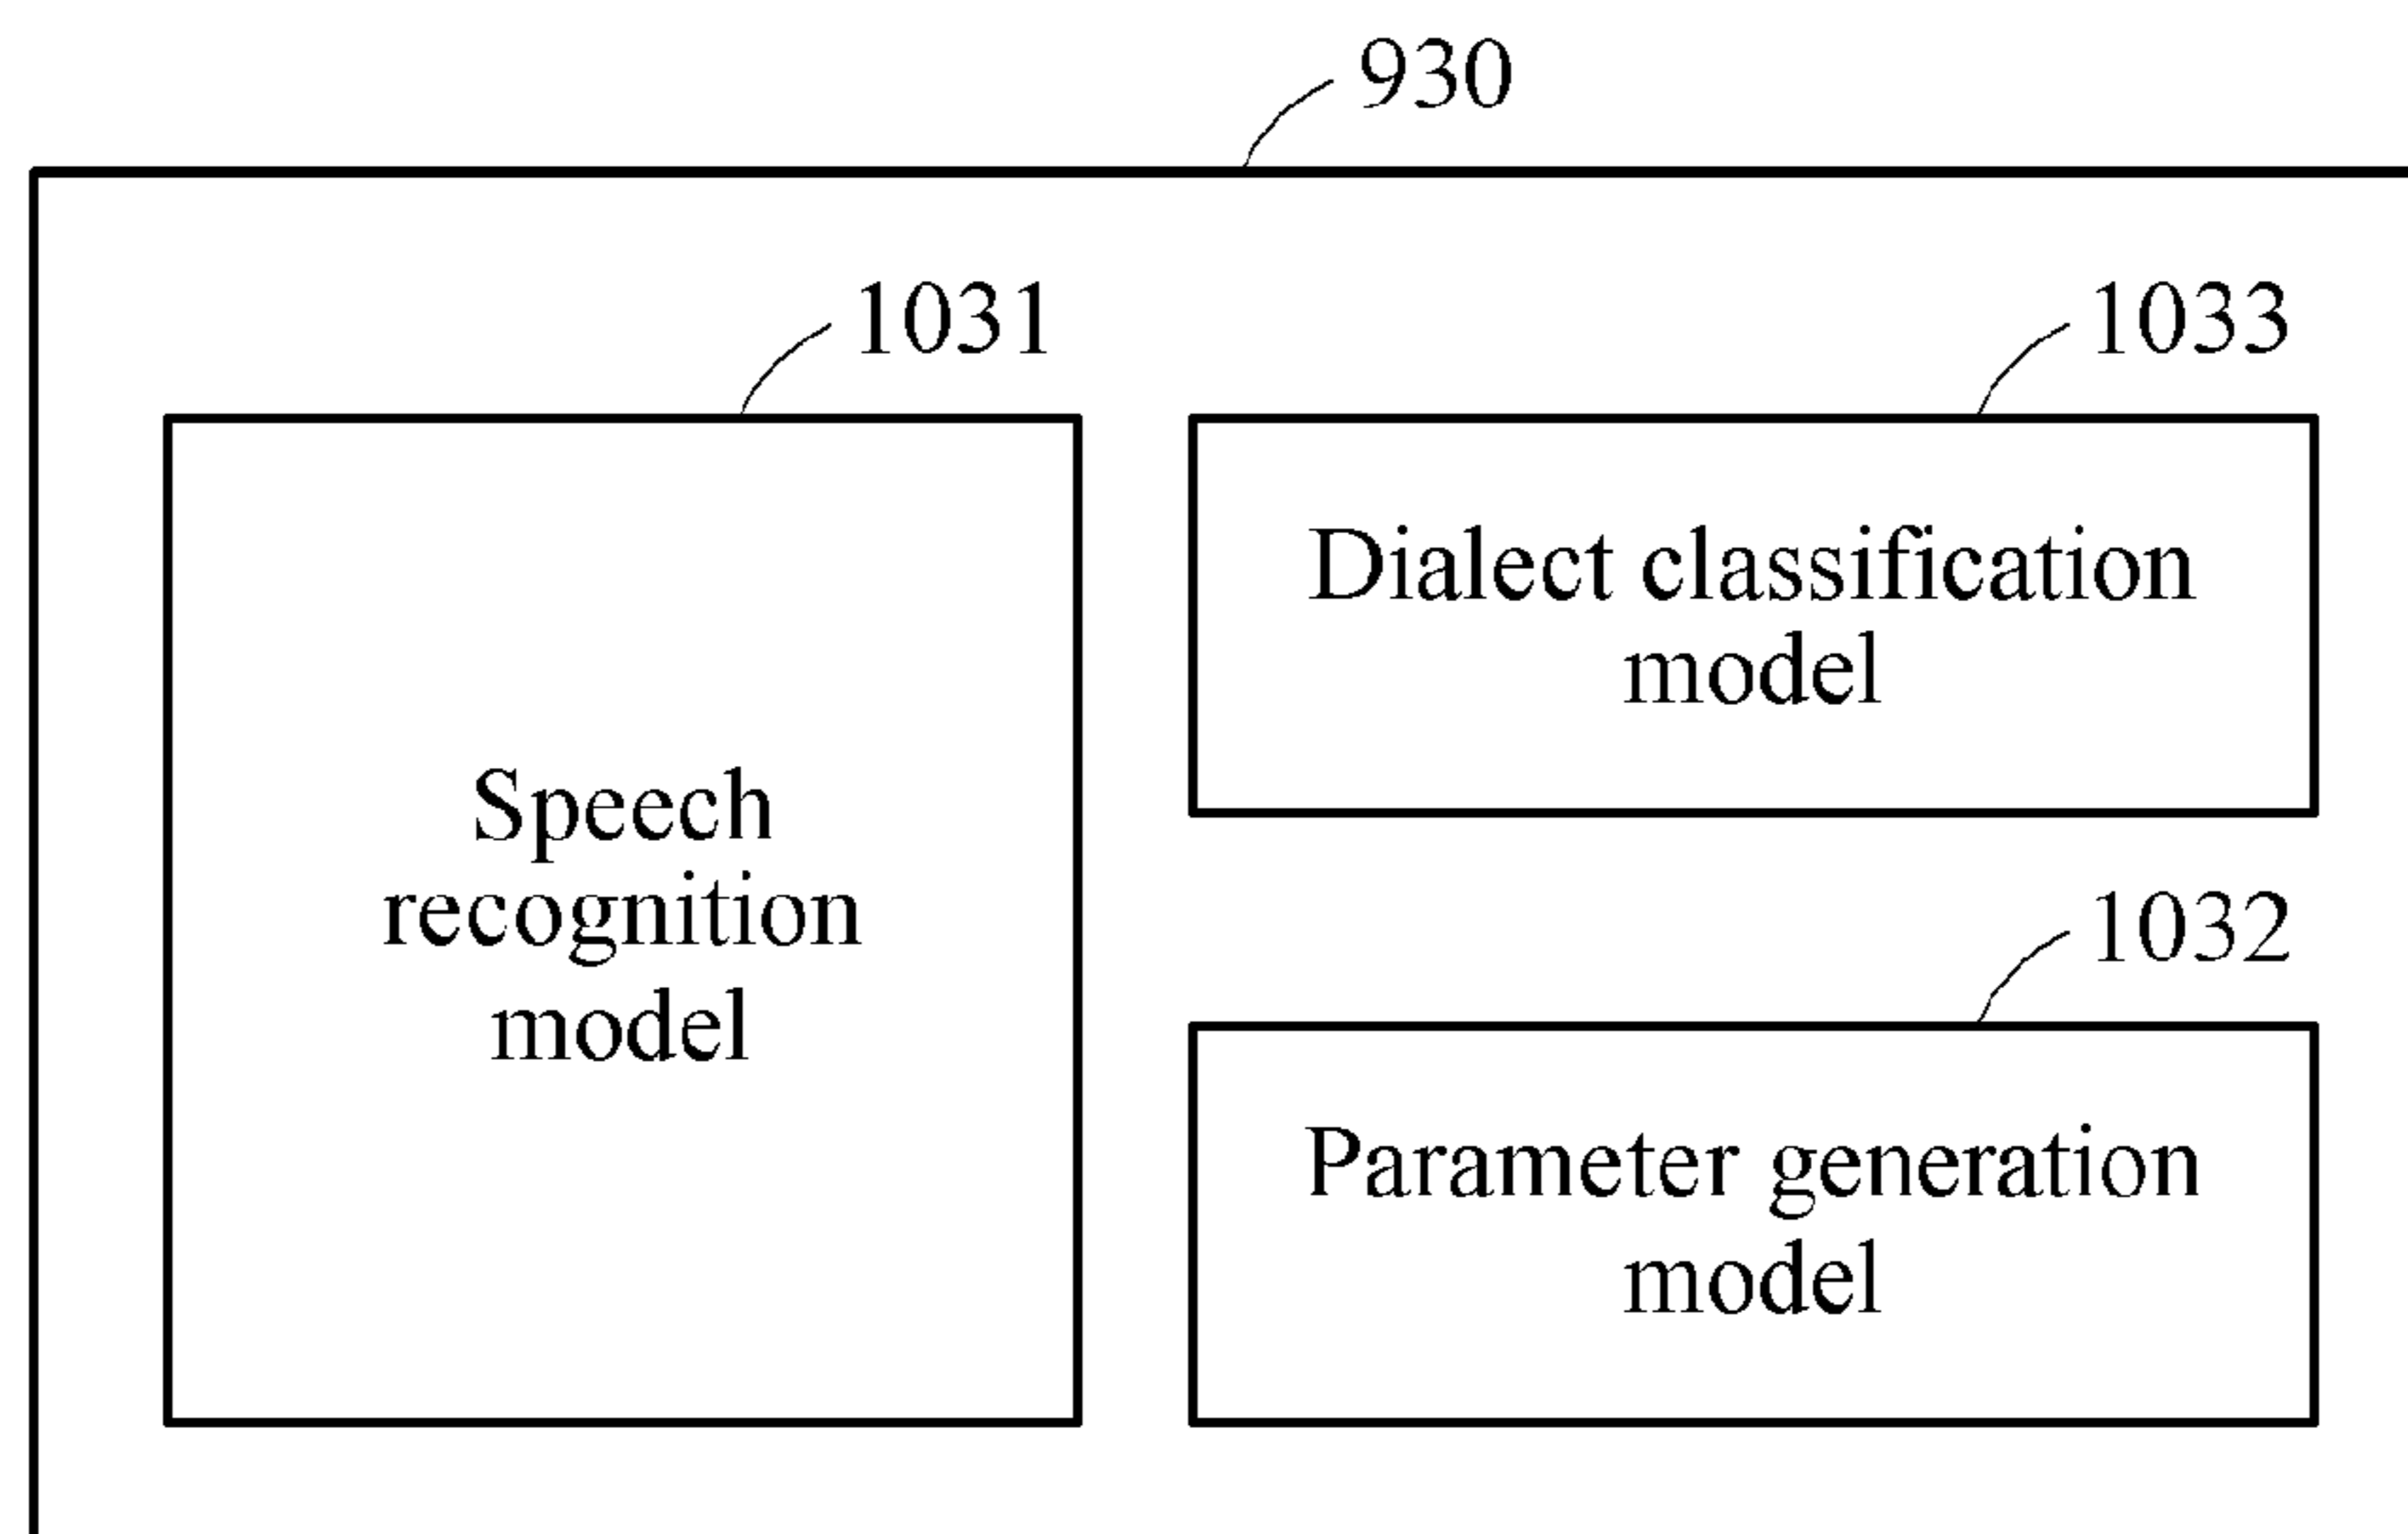 930
1031
Speech
recognition
model
1033
Dialect classification
model
1032
Parameter generation
model